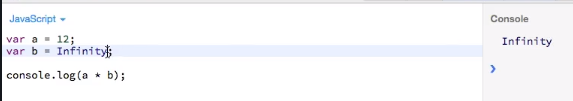 JavaScript
var a = 12;
var b = Infinity;
console.log(a * b);
Console
Infinity